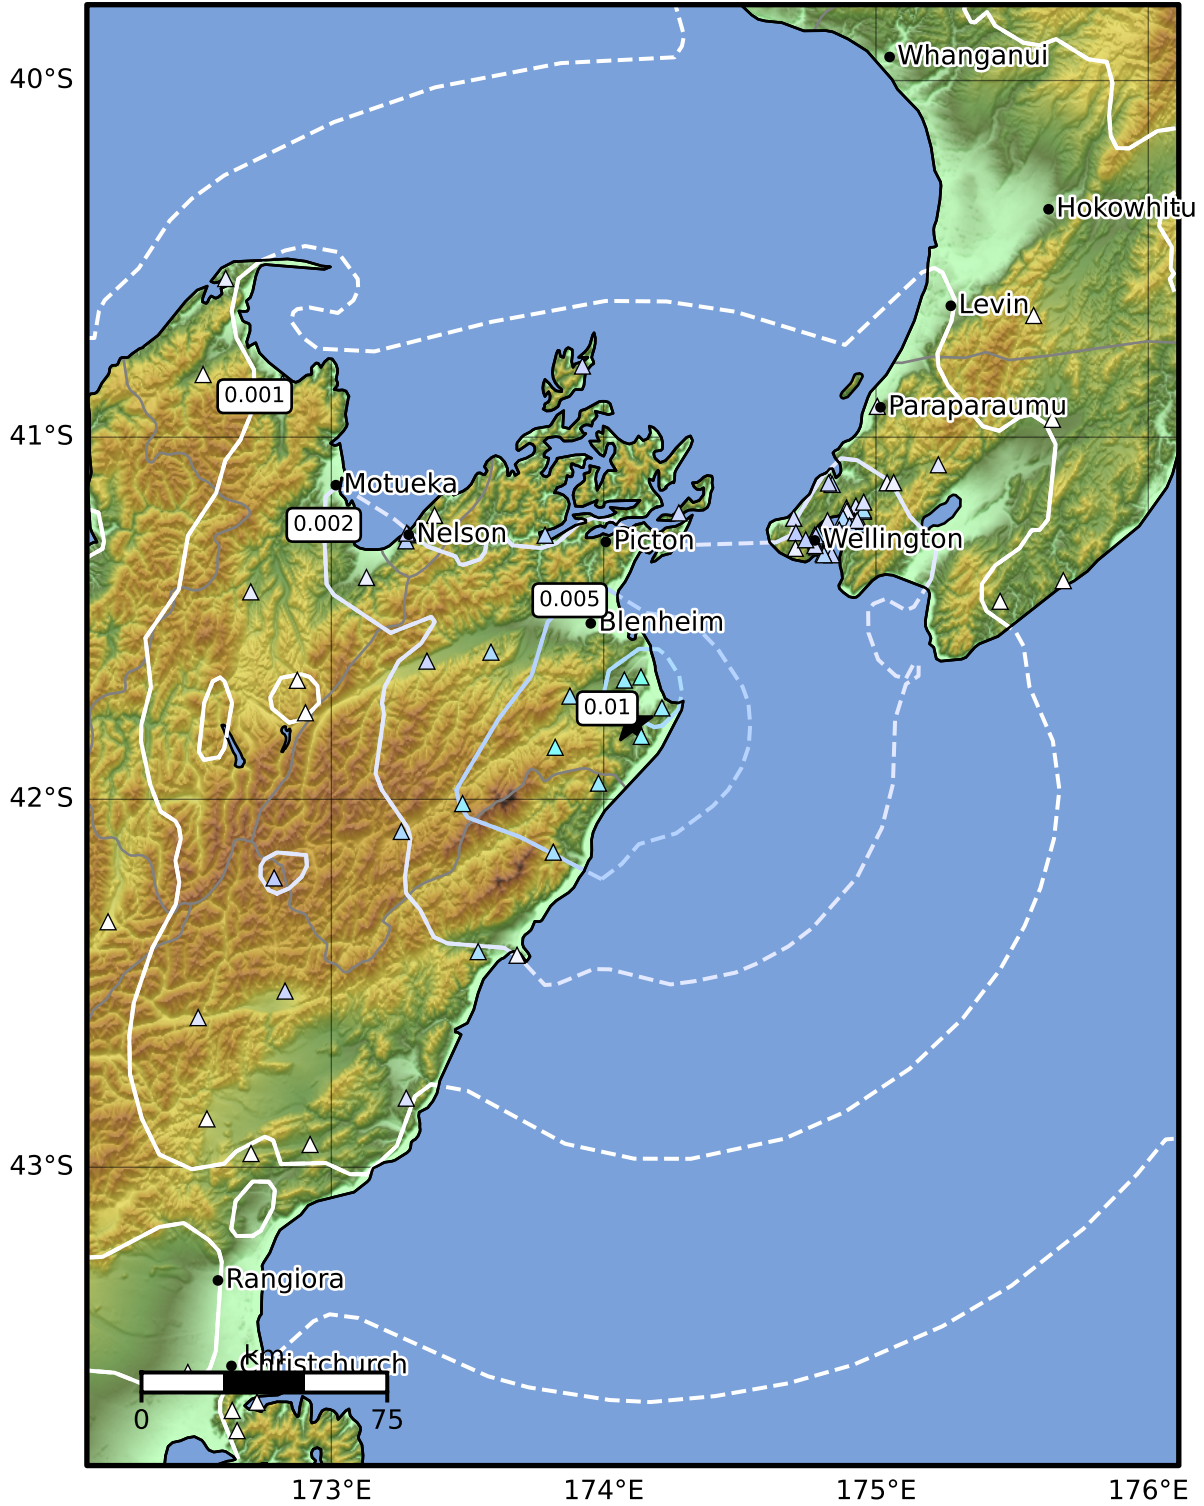 Whanganui
40°S
Hokowhitu
Levin
0.001
Paraparaumu
41°S
Motueka
0.002
Nelson
Picton
Wellington
0.005
Blenheim
0.01
42°S
43°S
Rangiora
km
Christchurch
0 75
173°E 174°E 175°E 176°E